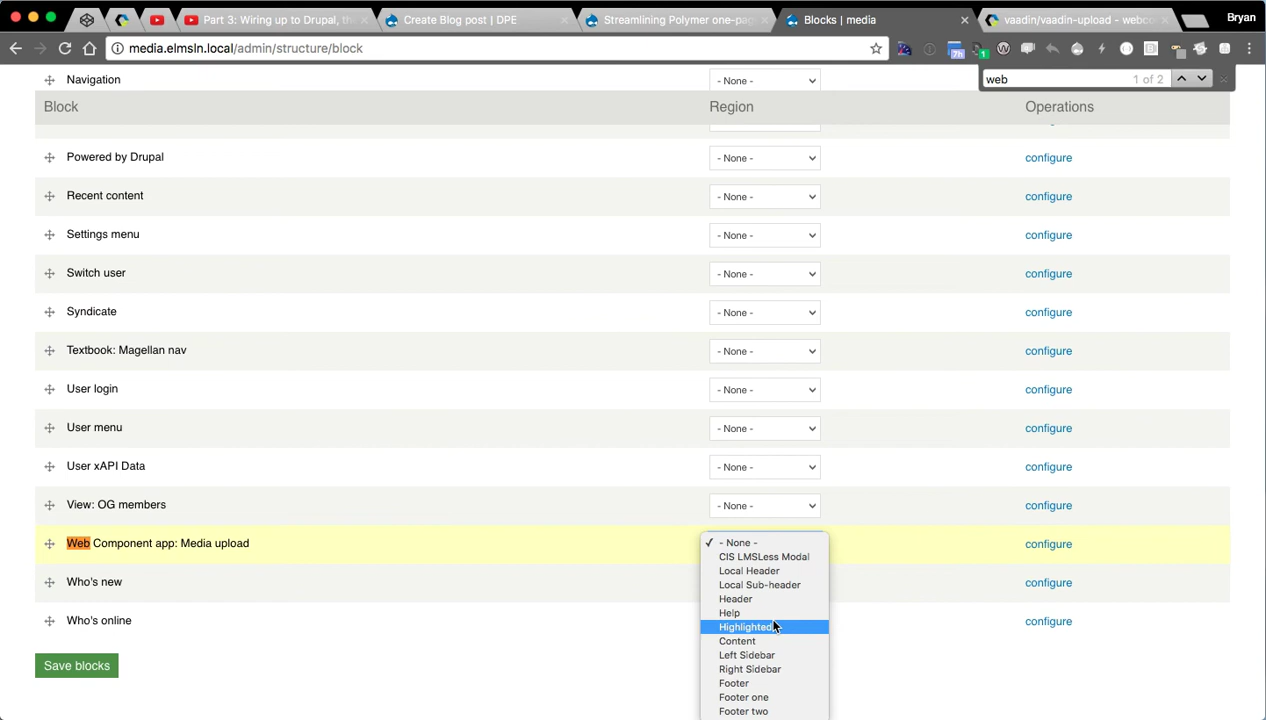 Part 3: Wiring up to Drupal, the
Create Blog post | DPE
Streamlining Polymer one-pag
Blocks | media
vaadin/vaadin-upload - webco
Bryan
media.elmsln.local/admin/structure/block
7h
1
web
1 of 2
Navigation
- None -
Block
Region
Operations
Powered by Drupal
- None -
configure
Recent content
- None -
configure
Settings menu
- None -
configure
Switch user
- None -
configure
Syndicate
- None -
configure
Textbook: Magellan nav
- None -
configure
User login
- None -
configure
User menu
- None -
configure
User xAPI Data
- None -
configure
View: OG members
- None -
configure
Web Component app: Media upload
- None -
configure
CIS LMSLess Modal
Local Header
Local Sub-header
Who's new
configure
Header
Help
Who's online
configure
Highlighted
Content
Left Sidebar
Save blocks
Right Sidebar
Footer
Footer one
Footer two